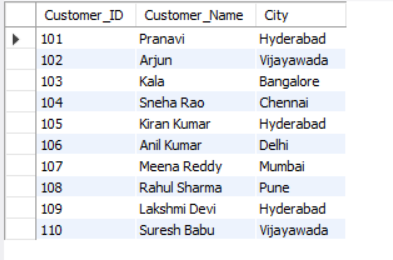 Customer_ID Customer_Name City
101 Pranavi Hyderabad
102 Arjun Vijayawada
103 Kala Bangalore
104 Sneha Rao Chennai
105 Kiran Kumar Hyderabad
106 Anil Kumar Delhi
107 Meena Reddy Mumbai
108 Rahul Sharma Pune
109 Lakshmi Devi Hyderabad
110 Suresh Babu Vijayawada